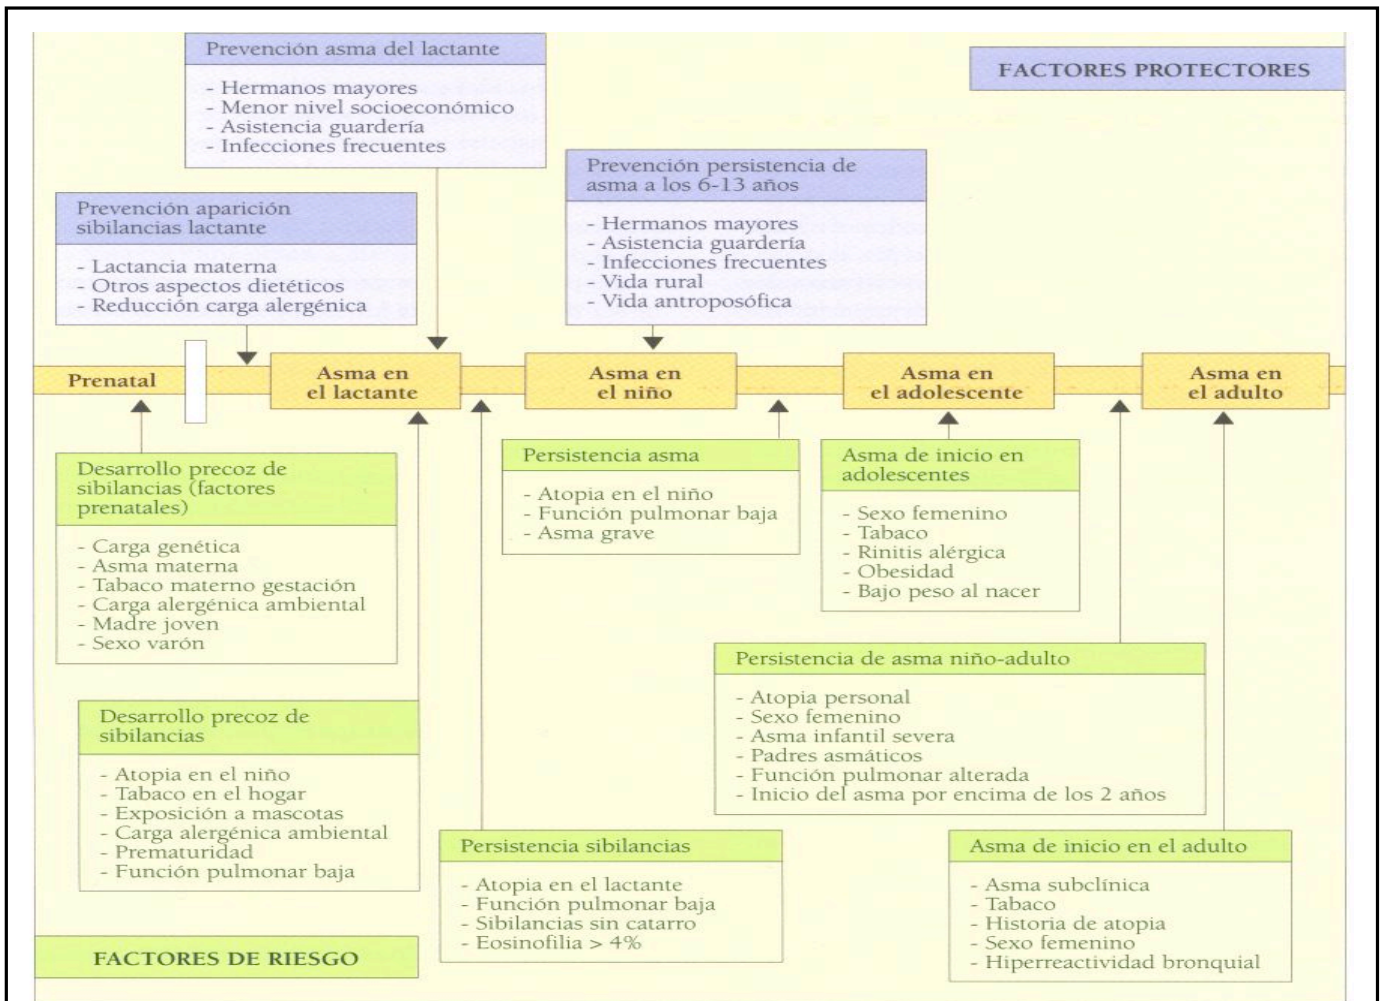 Prevención asma del lactante
- Hermanos mayores
- Menor nivel socioeconómico
- Asistencia guardería
- Infecciones frecuentes
FACTORES PROTECTORES
Prevención aparición
sibilancias lactante
- Lactancia materna
- Otros aspectos dietéticos
- Reducción carga alergénica
Prevención persistencia de
asma a los 6-13 años
- Hermanos mayores
- Asistencia guardería
- Infecciones frecuentes
- Vida rural
- Vida antroposófica
Prenatal
Asma en
el lactante
Asma en
el niño
Asma en
el adolescente
Asma en
el adulto
Desarrollo precoz de
sibilancias (factores
prenatales)
- Carga genética
- Asma materna
- Tabaco materno gestación
- Carga alergénica ambiental
- Madre joven
- Sexo varón
Persistencia asma
- Atopia en el niño
- Función pulmonar baja
- Asma grave
Asma de inicio en
adolescentes
- Sexo femenino
- Tabaco
- Rinitis alérgica
- Obesidad
- Bajo peso al nacer
Persistencia de asma niño-adulto
- Atopia personal
- Sexo femenino
- Asma infantil severa
- Padres asmáticos
- Función pulmonar alterada
- Inicio del asma por encima de los 2 años
Desarrollo precoz de
sibilancias
- Atopia en el niño
- Tabaco en el hogar
- Exposición a mascotas
- Carga alergénica ambiental
- Prematuridad
- Función pulmonar baja
Persistencia sibilancias
- Atopia en el lactante
- Función pulmonar baja
- Sibilancias sin catarro
- Eosinofilia > 4%
Asma de inicio en el adulto
- Asma subclínica
- Tabaco
- Historia de atopia
- Sexo femenino
- Hiperreactividad bronquial
FACTORES DE RIESGO